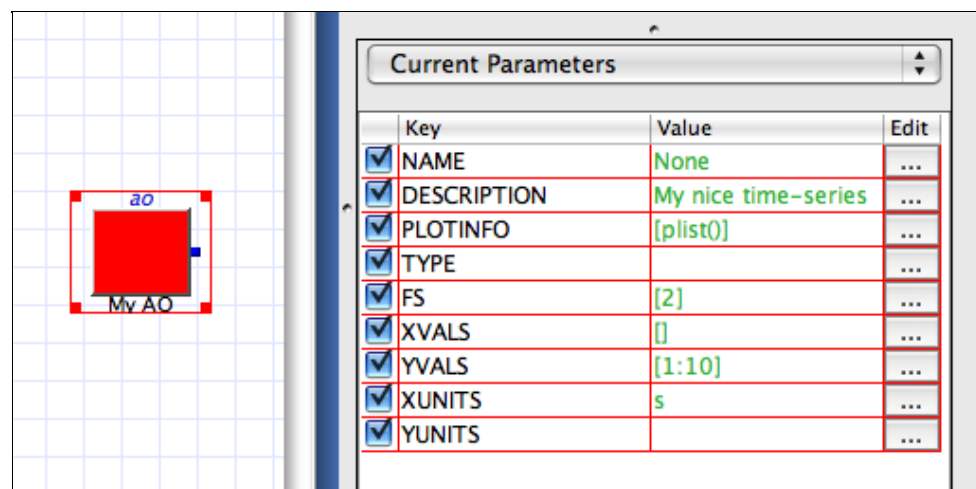 ao
My AO
Current Parameters
Key Value Edit
NAME None ...
DESCRIPTION My nice time-series ...
PLOTINFO [plist()] ...
TYPE ...
FS [2] ...
XVALS [] ...
YVALS [1:10] ...
XUNITS s ...
YUNITS ...